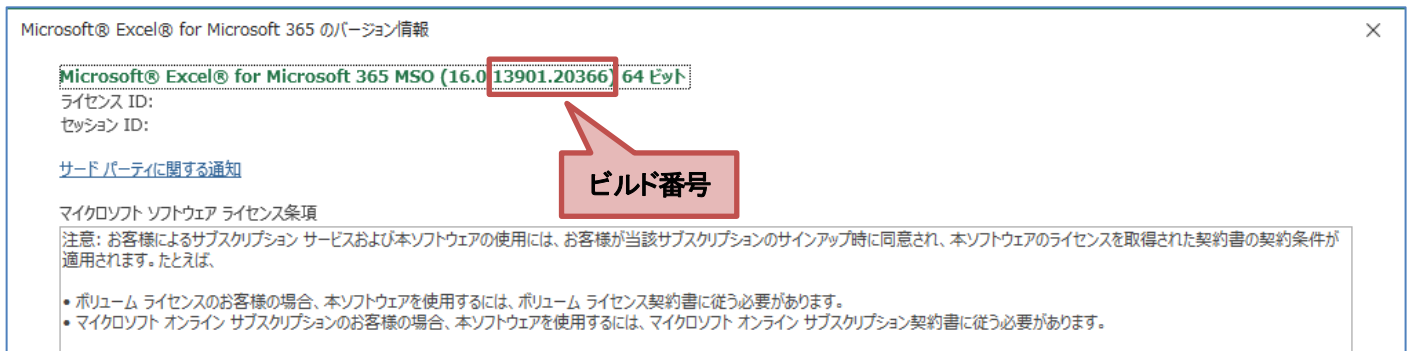 Microsoft® Excel® for Microsoft 365 のバージョン情報
Microsoft® Excel® for Microsoft 365 MSO (16.0.13901.20366) 64 ビット
ライセンス ID:
セッション ID:
サード パーティに関する通知
ビルド番号
マイクロソフト ソフトウェア ライセンス条項
注意: お客様によるサブスクリプション サービスおよび本ソフトウェアの使用には、お客様が当該サブスクリプションのサインアップ時に同意され、本ソフトウェアのライセンスを取得された契約書の契約条件が
適用されます。たとえば、
• ボリューム ライセンスのお客様の場合、本ソフトウェアを使用するには、ボリューム ライセンス契約書に従う必要があります。
• マイクロソフト オンライン サブスクリプションのお客様の場合、本ソフトウェアを使用するには、マイクロソフト オンライン サブスクリプション契約書に従う必要があります。